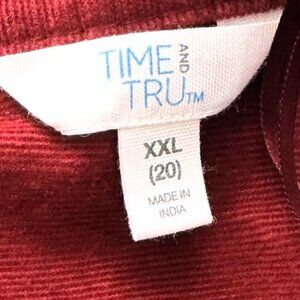 TIME AND
TRU™
XXL
(20)
MADE IN
INDIA